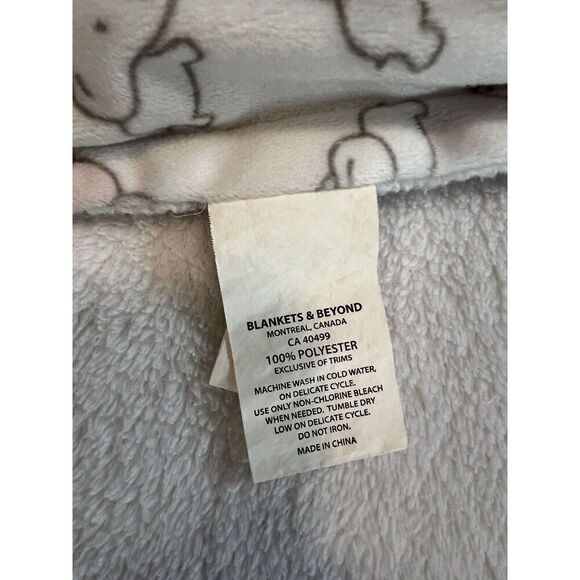 BLANKETS & BEYOND
MONTREAL, CANADA
CA 40499
100% POLYESTER
EXCLUSIVE OF TRIMS
MACHINE WASH IN COLD WATER,
ON DELICATE CYCLE.
USE ONLY NON-CHLORINE BLEACH
WHEN NEEDED. TUMBLE DRY
LOW ON DELICATE CYCLE.
DO NOT IRON.
MADE IN CHINA